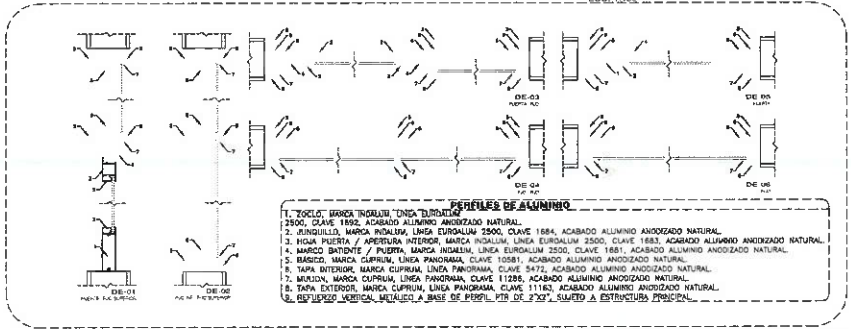 DE-03
DE-05
DE-04
DE-06
DE-01
DE-02
PERFILES DE ALUMINIO
1. ZOCLO, MARCA INDALUM, LINEA EUROALUM
2500, CLAVE 1692, ACABADO ALUMINIO ANODIZADO NATURAL.
2. JUNQUILLO, MARCA INDALUM, LINEA EUROALUM 2500, CLAVE 1684, ACABADO ALUMINIO ANODIZADO NATURAL.
3. HOJA PUERTA / APERTURA INTERIOR, MARCA INDALUM, LINEA EUROALUM 2500, CLAVE 1683, ACABADO ALUMINIO ANODIZADO NATURAL.
4. MARCO BATIENTE / PUERTA, MARCA INDALUM, LINEA EUROALUM 2500, CLAVE 1681, ACABADO ALUMINIO ANODIZADO NATURAL.
5. BÁSICO, MARCA CUPRUM, LINEA PANORAMA, CLAVE 10581, ACABADO ALUMINIO ANODIZADO NATURAL.
6. TAPA INTERIOR, MARCA CUPRUM, LINEA PANORAMA, CLAVE 5472, ACABADO ALUMINIO ANODIZADO NATURAL.
7. MULION, MARCA CUPRUM, LINEA PANORAMA, CLAVE 11286, ACABADO ALUMINIO ANODIZADO NATURAL.
8. TAPA EXTERIOR, MARCA CUPRUM, LINEA PANORAMA, CLAVE 11163, ACABADO ALUMINIO ANODIZADO NATURAL.
9. REFUERZO VERTICAL METÁLICO A BASE DE PERFIL PTR DE 2"X2", SUJETO A ESTRUCTURA PRINCIPAL.